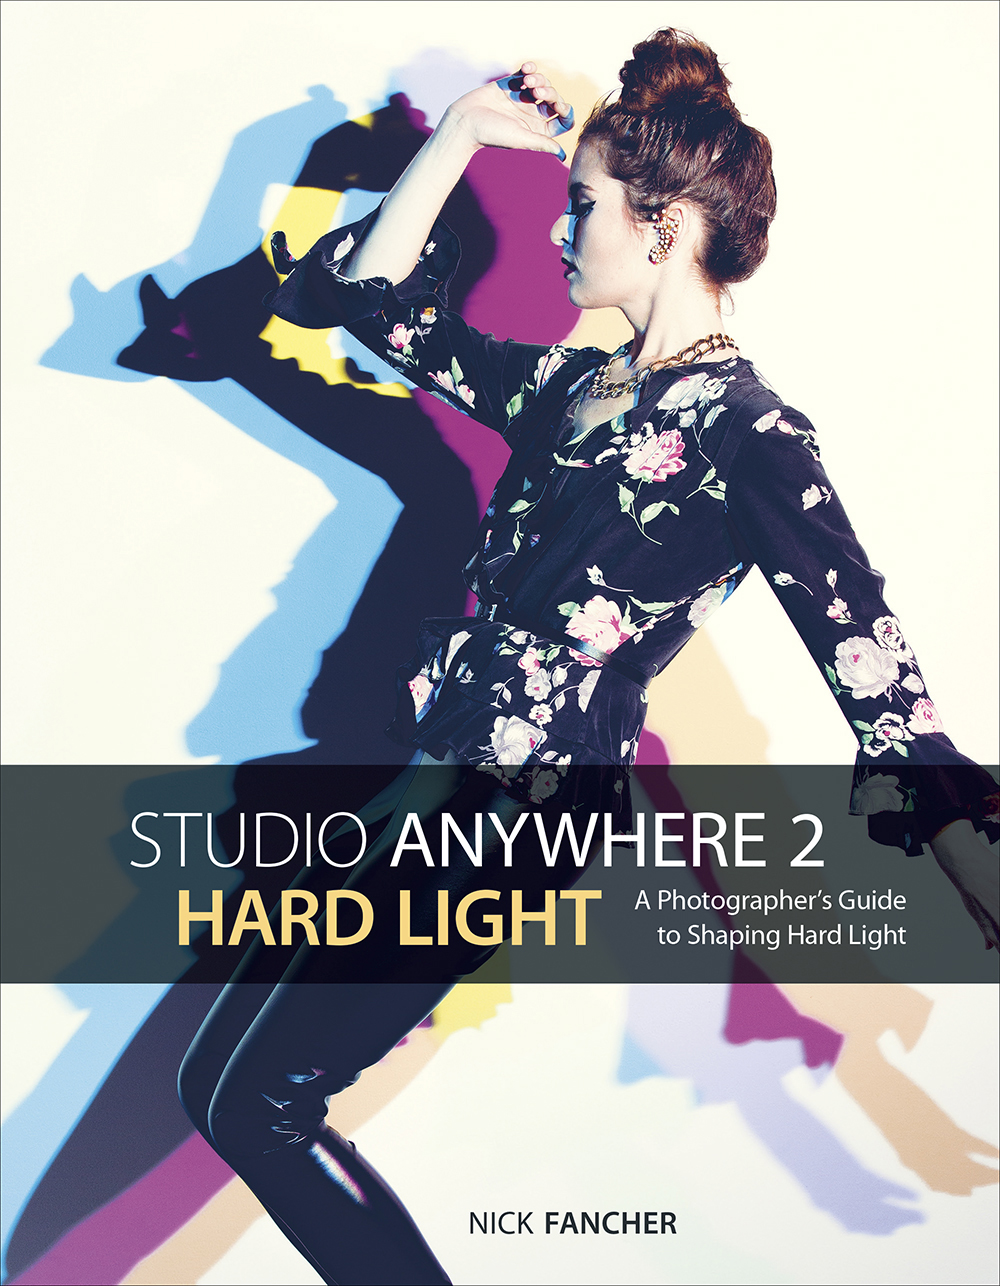 STUDIO ANYWHERE 2
HARD LIGHT
A Photographer's Guide
to Shaping Hard Light
NICK FANCHER